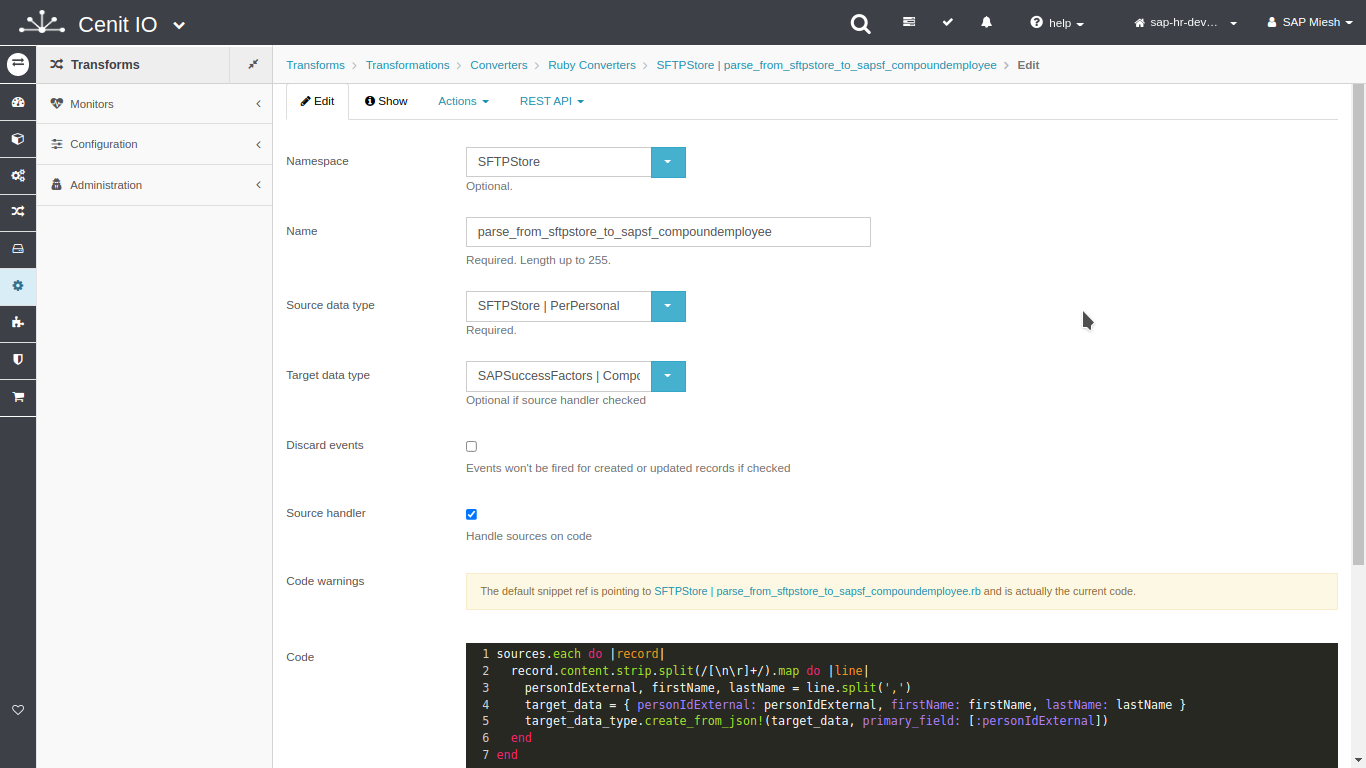 Cenit IO
help
sap-hr-dev...
SAP Miesh
Transforms
Transforms
Transformations
Converters
Ruby Converters
SFTPStore | parse_from_sftpstore_to_sapsf_compoundemployee
Edit
Monitors
Configuration
Administration
Edit
Show
Actions
REST API
Namespace
SFTPStore
Optional.
Name
parse_from_sftpstore_to_sapsf_compoundemployee
Required. Length up to 255.
Source data type
SFTPStore | PerPersonal
Required.
Target data type
SAPSuccessFactors | Compo
Optional if source handler checked
Discard events
Events won't be fired for created or updated records if checked
Source handler
Handle sources on code
Code warnings
The default snippet ref is pointing to SFTPStore | parse_from_sftpstore_to_sapsf_compoundemployee.rb and is actually the current code.
Code
1 sources.each do |record|
2 record.content.strip.split(/[\n\r]+/).map do |line|
3 personIdExternal, firstName, lastName = line.split(',')
4 target_data = { personIdExternal: personIdExternal, firstName: firstName, lastName: lastName }
5 target_data_type.create_from_json!(target_data, primary_field: [:personIdExternal])
6 end
7 end